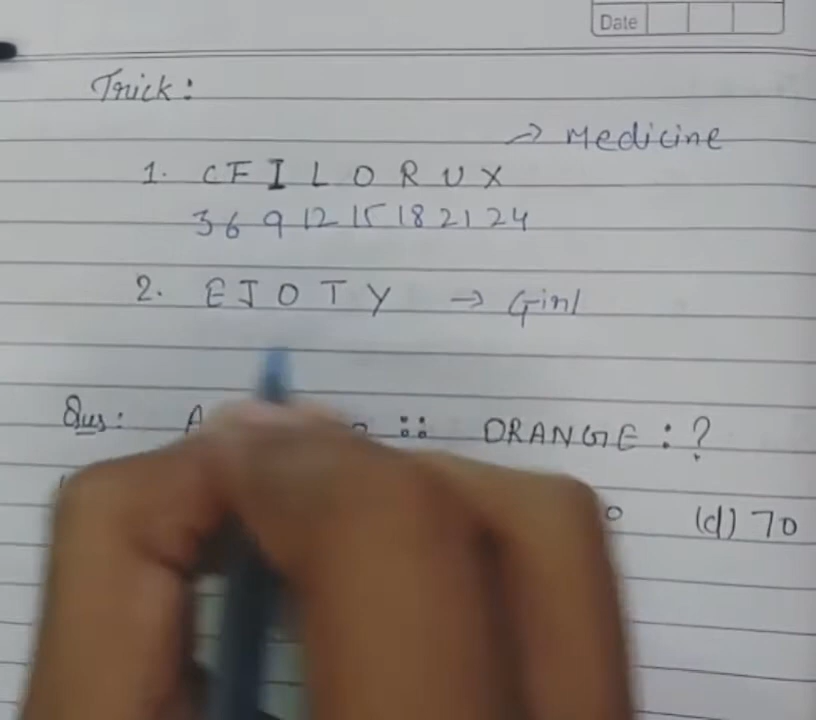 Date
Trick:
→ Medicine
1. C F I L O R U X
3 6 9 12 15 18 21 24
2. E J O T Y → Girl
Qus: A :: ORANGE : ?
(d) 70